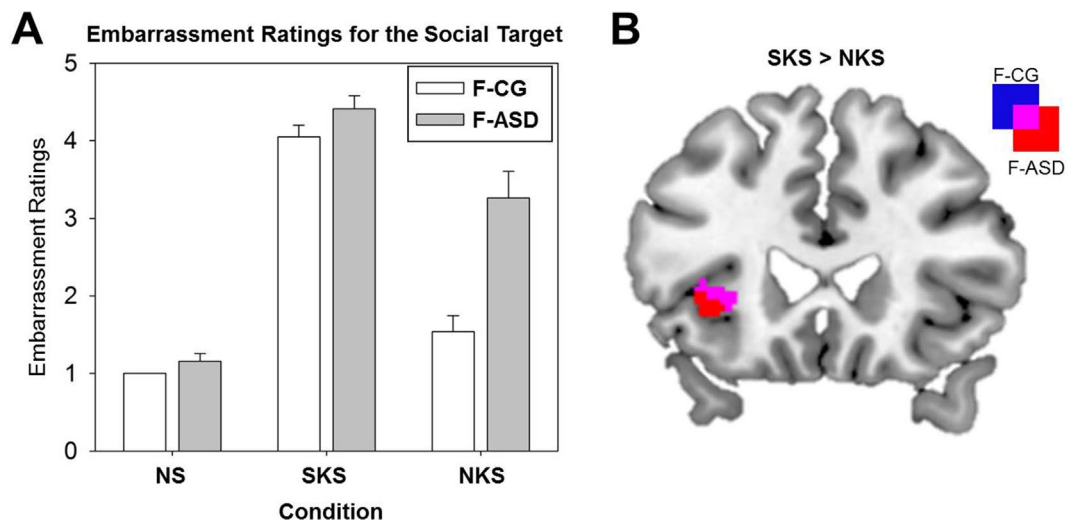 A
Embarrassment Ratings for the Social Target
5
4
3
2
1
0
Embarrassment Ratings
F-CG
F-ASD
NS SKS NKS
Condition
B
SKS > NKS
F-CG
F-ASD